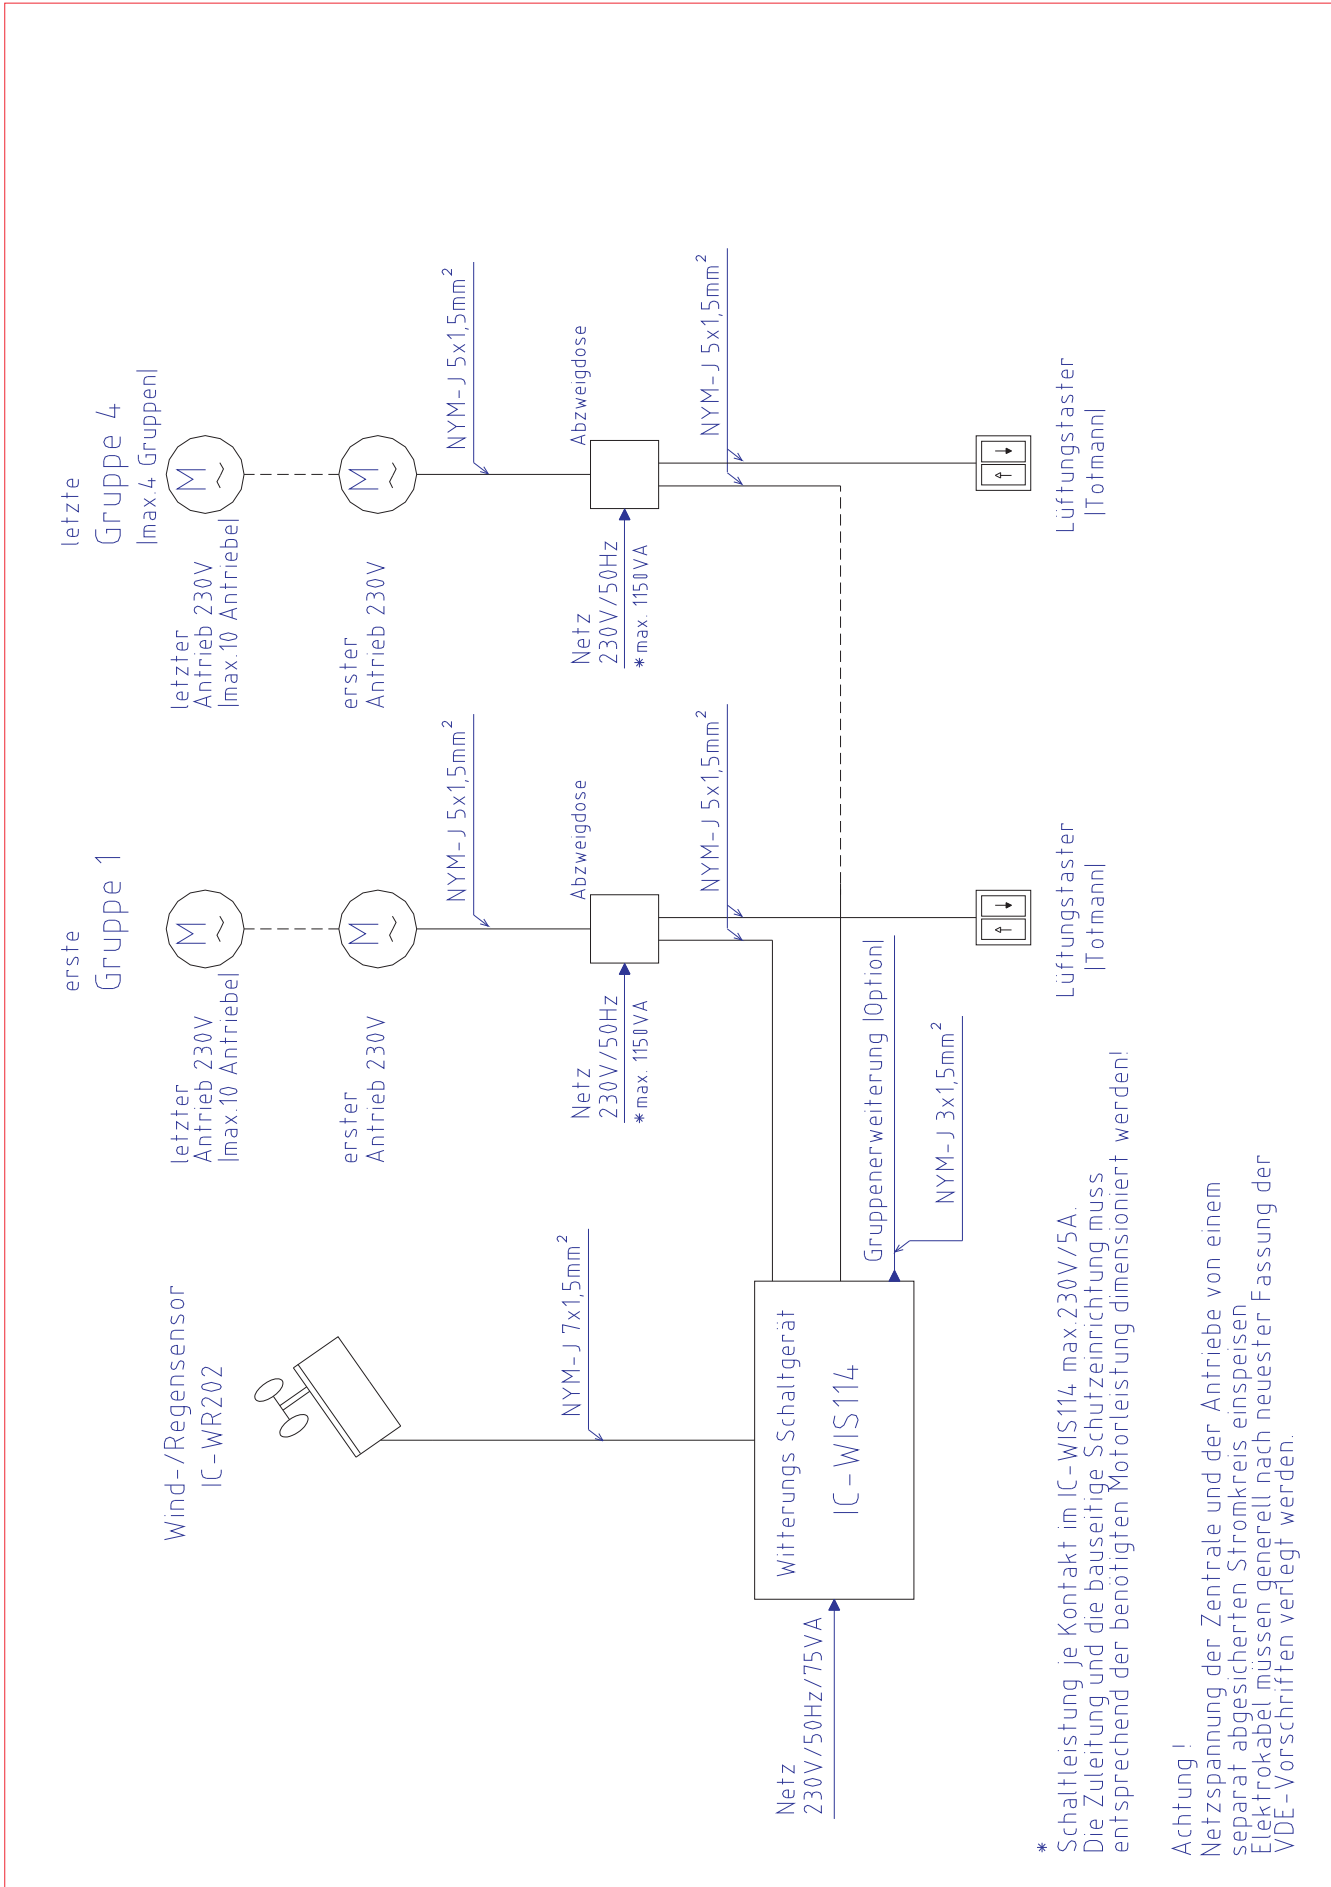 Wind-/Regensensor
IC-WR202
erste
Gruppe 1
letzte
Gruppe 4
|max.4 Gruppen|
letzter
Antrieb 230V
|max.10 Antriebe|
letzter
Antrieb 230V
|max.10 Antriebe|
M
~
M
~
erster
Antrieb 230V
erster
Antrieb 230V
M
~
M
~
NYM-J 7x1,5mm²
NYM-J 5x1,5mm²
NYM-J 5x1,5mm²
Abzweigdose
Abzweigdose
Netz
230V/50Hz
*max. 1150VA
Netz
230V/50Hz
*max. 1150VA
NYM-J 5x1,5mm²
NYM-J 5x1,5mm²
Netz
230V/50Hz/75VA
Witterungs Schaltgerät
IC-WIS114
Gruppenerweiterung |Option|
NYM-J 3x1,5mm²
Lüftungstaster
|Totmann|
Lüftungstaster
|Totmann|
*
Schaltleistung je Kontakt im IC-WIS114 max.230V/5A.
Die Zuleitung und die bauseitige Schutzeinrichtung muss
entsprechend der benötigten Motorleistung dimensioniert werden!
Achtung !
Netzspannung der Zentrale und der Antriebe von einem
separat abgesicherten Stromkreis einspeisen
Elektrokabel müssen generell nach neuester Fassung der
VDE-Vorschriften verlegt werden.